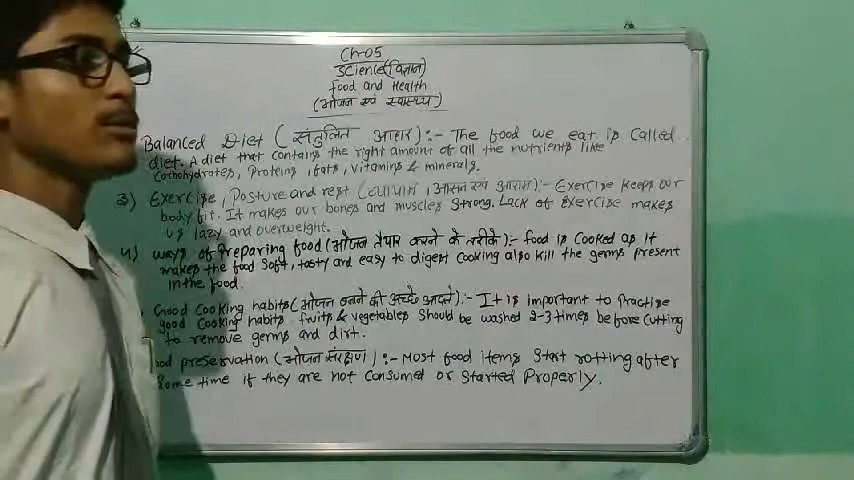 Ch-05
Science (विज्ञान)
food and Health
(भोजन एवं स्वास्थ्य)
Balanced Diet (संतुलित आहार) :- The food we eat is Called
diet. A diet that contains the right amount of all the nutrients like
Cathohydrates, Proteins, fats, Vitamins & minerals.
3) Exercise, Posture and rest (व्यायाम, आसन एवं आराम) :- Exercise keeps our
body fit. It makes our bones and muscles Strong. Lack of Exercise makes
us lazy and overweight.
4) ways of Preparing food (भोजन तैयार करने के तरीके) :- food is Cooked as it
makes the food Soft, tasty and easy to digest Cooking also kill the germs present
in the food.
Good Cooking habits (भोजन बनने की अच्छे आदतें) :- It is important to Practise
good Cooking habits fruits & vegetables Should be washed 2-3 times before Cutting
to remove germs and dirt.
ood preservation (भोजन संरक्षण) :- Most food items Start rotting after
Some time if they are not Consumed or Started Properly.